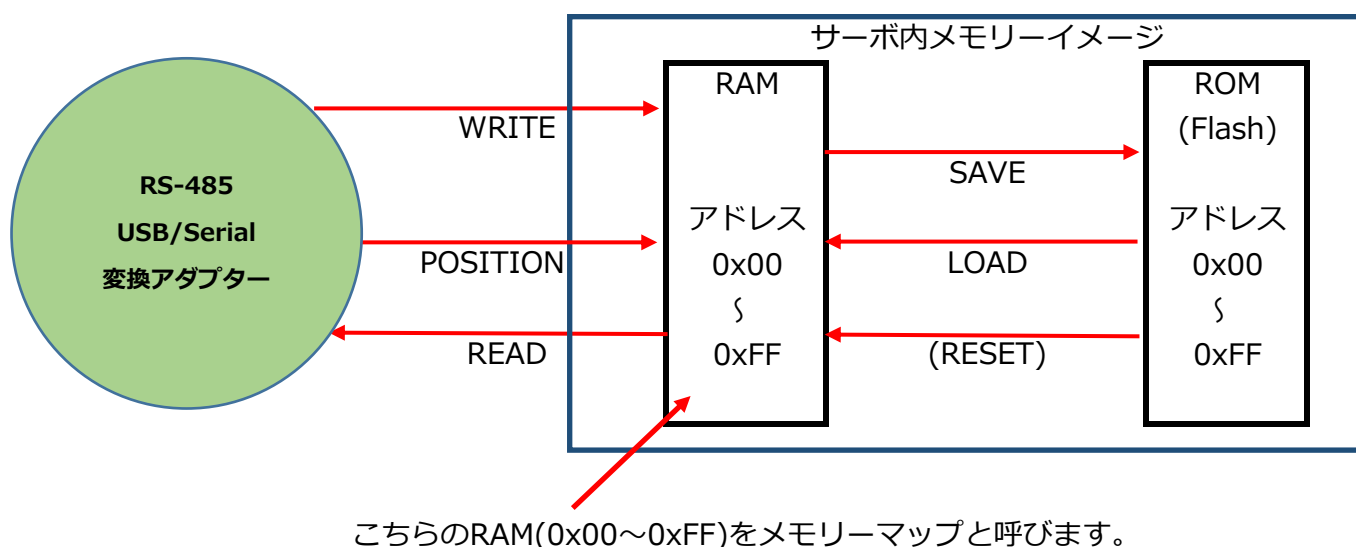 サーボ内メモリーイメージ
RS-485
USB/Serial
変換アダプター
WRITE
POSITION
READ
RAM
アドレス
0x00
～
0xFF
SAVE
LOAD
(RESET)
ROM
(Flash)
アドレス
0x00
～
0xFF
こちらのRAM(0x00～0xFF)をメモリーマップと呼びます。